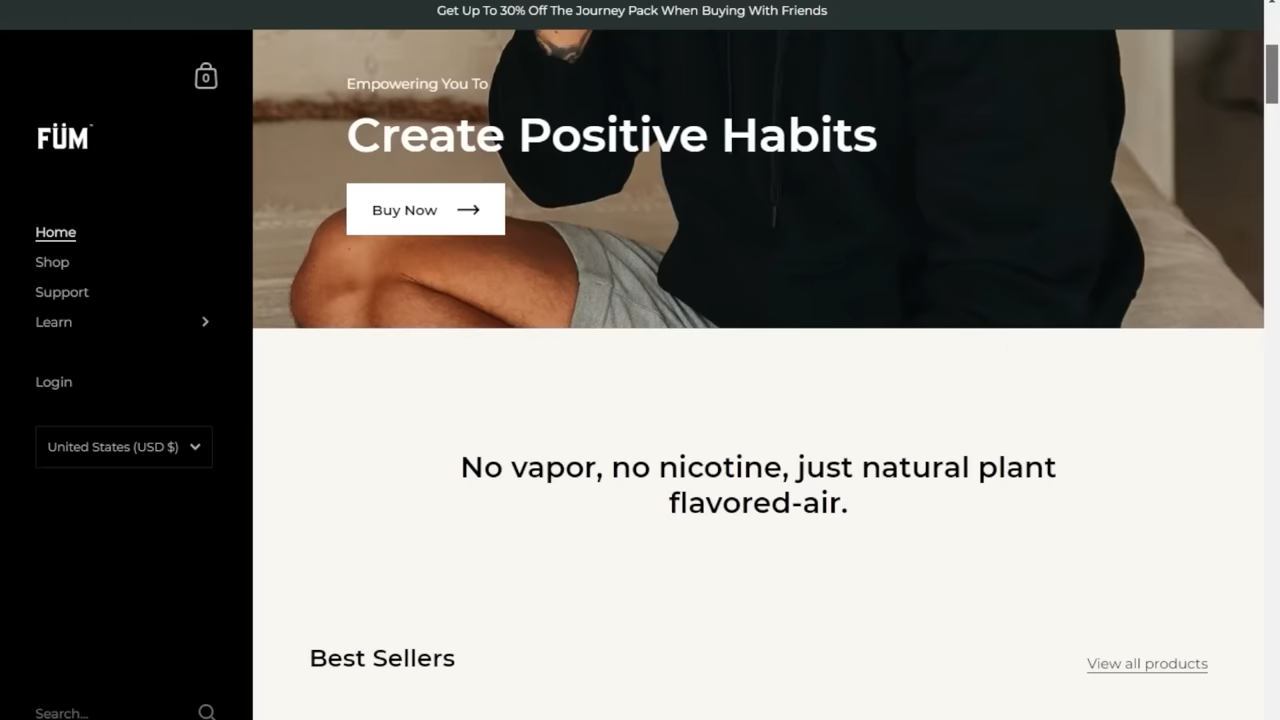 Get Up To 30% Off The Journey Pack When Buying With Friends
0
FÜM
Home
Shop
Support
Learn
Login
United States (USD $)
Search...
Empowering You To
Create Positive Habits
Buy Now
No vapor, no nicotine, just natural plant
flavored-air.
Best Sellers
View all products